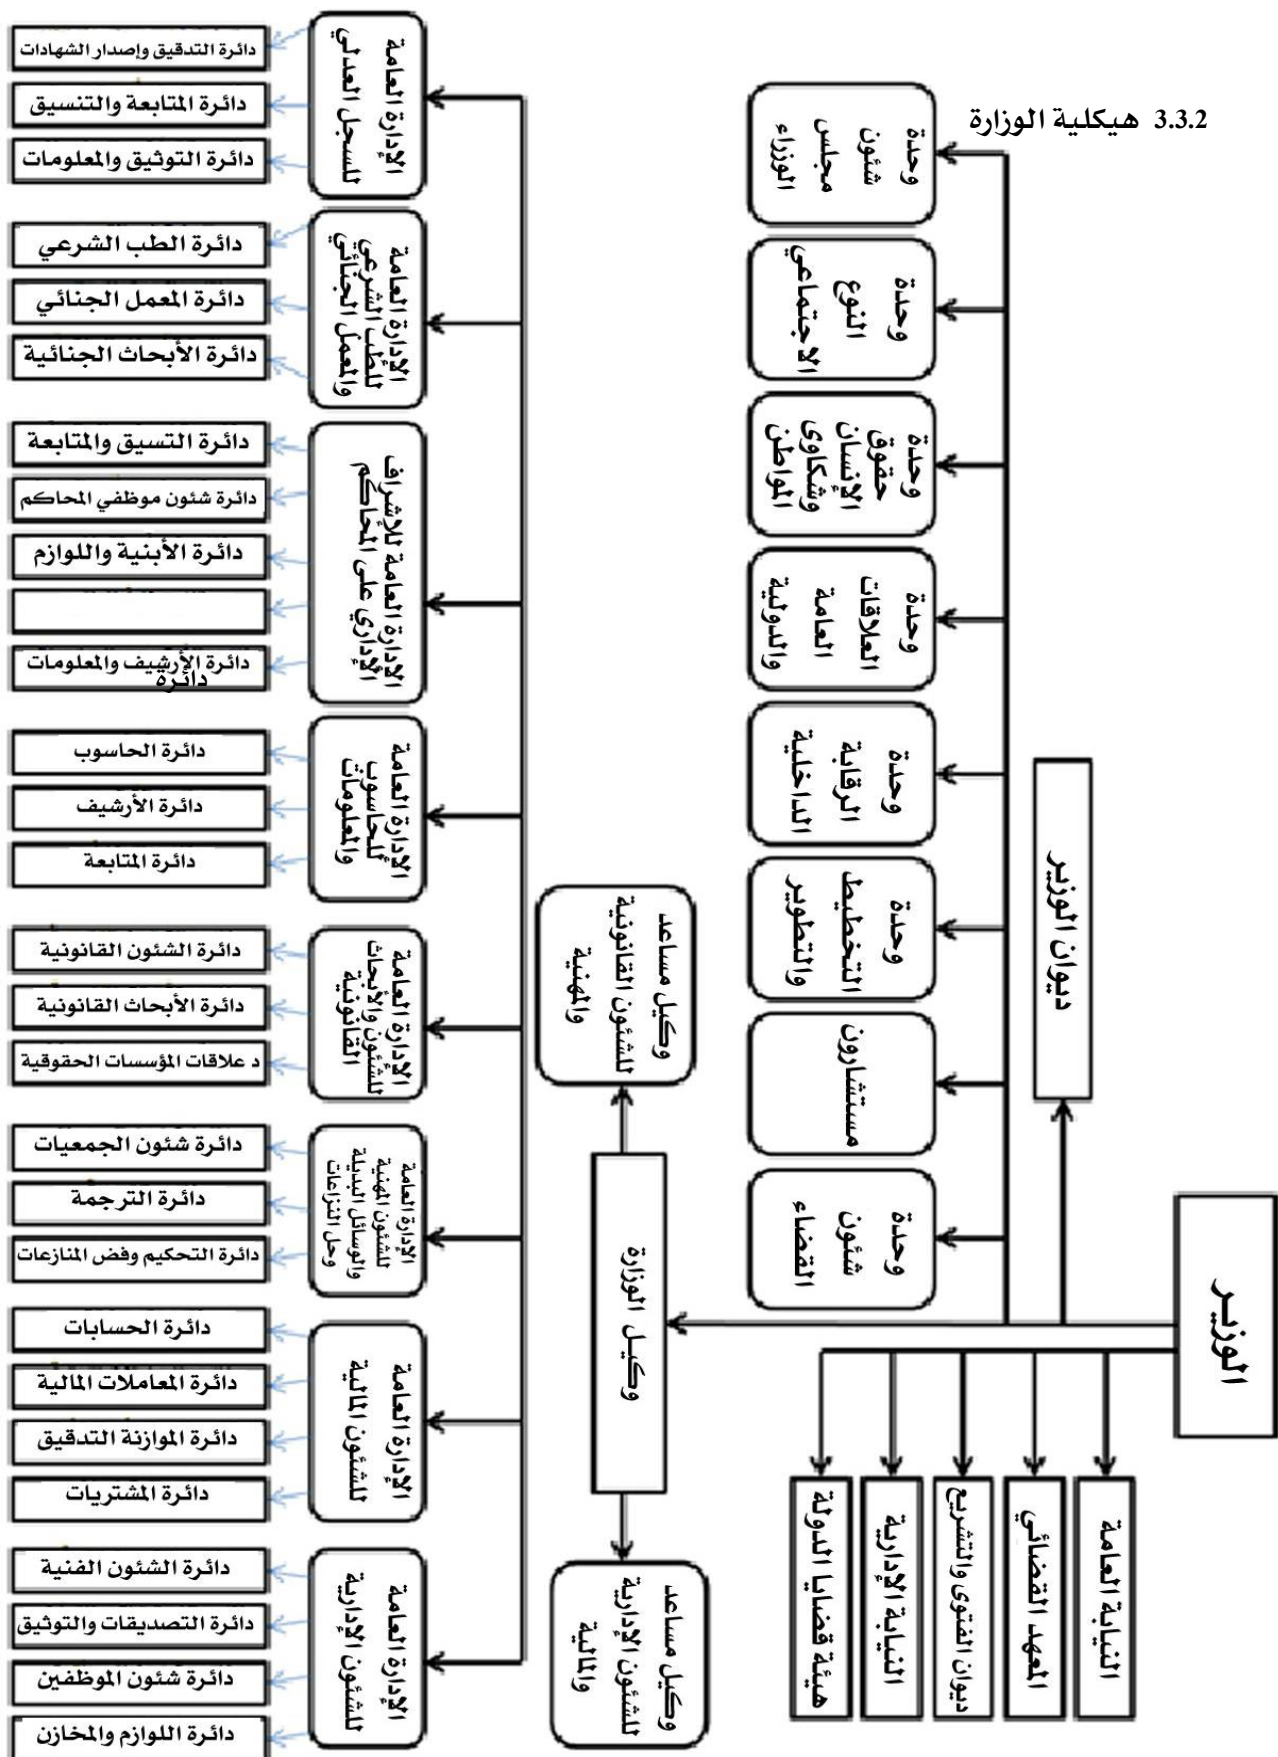 3.3.2 هيكلية الوزارة
الوزيـر
ديوان الوزير
النيابة العامة
المعهد القضائي
ديوان الفتوى والتشريع
النيابة الإدارية
هيئة قضايا الدولة
وحدة
شئون
القضاء
مستشارون
وحدة
التخطيط
والتطوير
وحدة
الرقابة
الداخلية
وحدة
العلاقات
العامة
والدولية
وحدة
حقوق
الإنسان
وشكاوى
المواطن
وحدة
النوع
الاجتماعي
وحدة
شئون
مجلس
الوزراء
وكيـل الوزارة
وكيل مساعد
للشئون القانونية
والمهنية
وكيل مساعد
للشئون الإدارية
والمالية
الإدارة العامة
للشئون الإدارية
دائرة الشئون الفنية
دائرة التصديقات والتوثيق
دائرة شئون الموظفين
دائرة اللوازم والمخازن
الإدارة العامة
للشئون المالية
دائرة الحسابات
دائرة المعاملات المالية
دائرة الموازنة التدقيق
دائرة المشتريات
الإدارة العامة
للشئون المهنية
والوسائل البديلة
وحل النزاعات
دائرة شئون الجمعيات
دائرة الترجمة
دائرة التحكيم وفض المنازعات
الإدارة العامة
للشئون والأبحاث
القانونية
دائرة الشئون القانونية
دائرة الأبحاث القانونية
د علاقات المؤسسات الحقوقية
الإدارة العامة
للحاسوب
والمعلومات
دائرة الحاسوب
دائرة الأرشيف
دائرة المتابعة
الإدارة العامة للإشراف
الإداري على المحاكم
دائرة التسيق والمتابعة
دائرة شئون موظفي المحاكم
دائرة الأبنية واللوازم
دائرة الأرشيف والمعلومات
دائرة
الإدارة العامة
للطب الشرعي
والمعمل الجنائي
دائرة الطب الشرعي
دائرة المعمل الجنائي
دائرة الأبحاث الجنائية
الإدارة العامة
للسجل العدلي
دائرة التدقيق وإصدار الشهادات
دائرة المتابعة والتنسيق
دائرة التوثيق والمعلومات